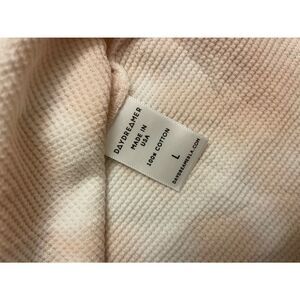 DAYDREAMER
MADE IN
USA
100% COTTON
L
DAYDREAMERLA.COM